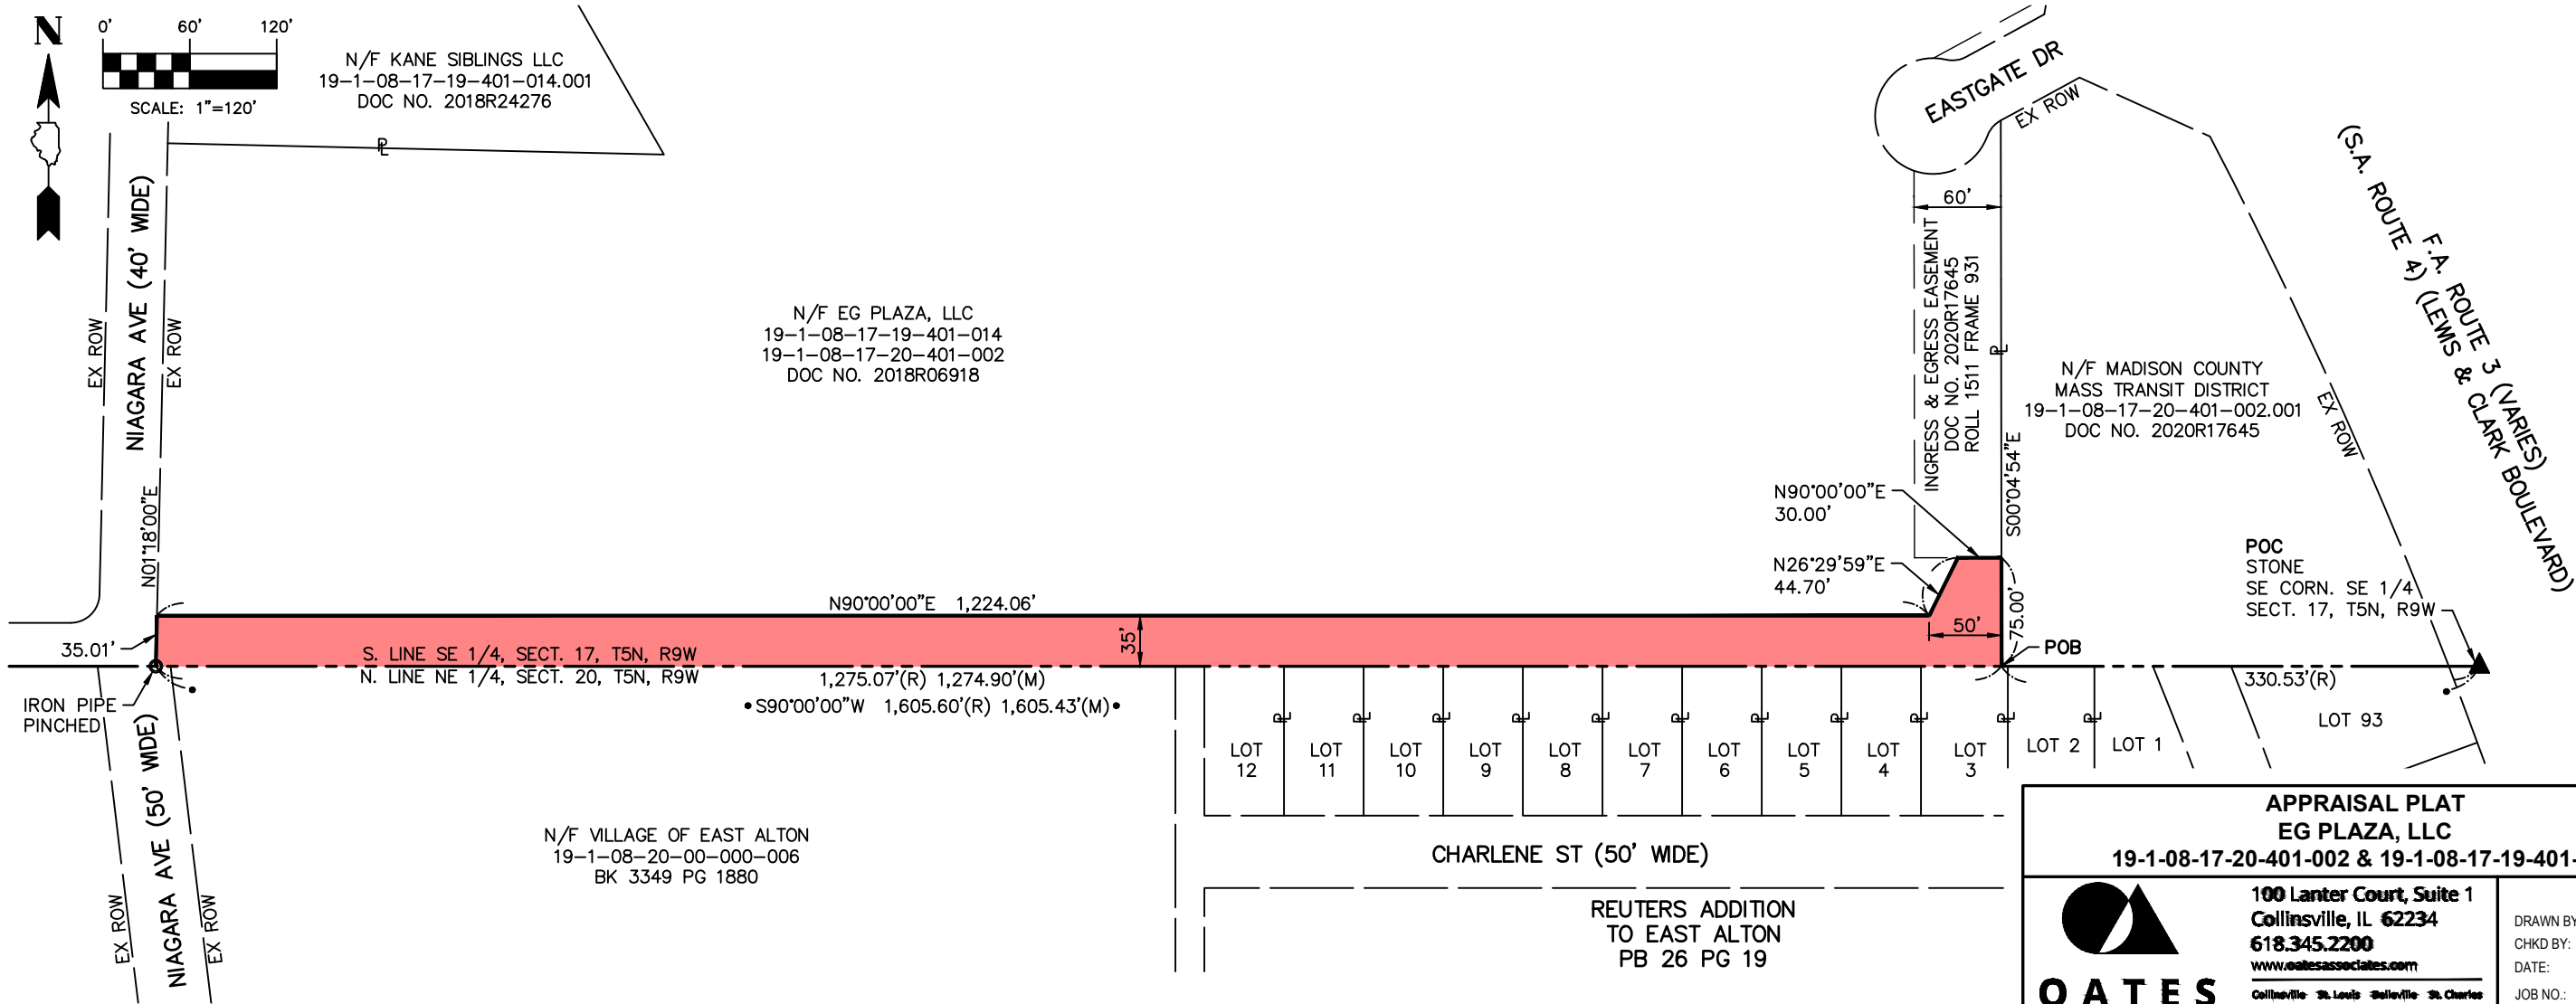 N
0' 60' 120'
SCALE: 1"=120'
N/F KANE SIBLINGS LLC
19-1-08-17-19-401-014.001
DOC NO. 2018R24276
PL
NIAGARA AVE (40' WIDE)
EX ROW
EX ROW
N01°18'00"E
35.01'
IRON PIPE
PINCHED
N/F EG PLAZA, LLC
19-1-08-17-19-401-014
19-1-08-17-20-401-002
DOC NO. 2018R06918
EASTGATE DR
EX ROW
60'
INGRESS & EGRESS EASEMENT
DOC NO. 2020R17645
ROLL 1511 FRAME 931
PL
S00°04'54"E
N/F MADISON COUNTY
MASS TRANSIT DISTRICT
19-1-08-17-20-401-002.001
DOC NO. 2020R17645
EX ROW
F.A. ROUTE 3 (VARIES)
(S.A. ROUTE 4) (LEWIS & CLARK BOULEVARD)
N90°00'00"E
30.00'
N26°29'59"E
44.70'
N90°00'00"E 1,224.06'
35'
50'
75.00'
POB
POC
STONE
SE CORN. SE 1/4
SECT. 17, T5N, R9W
S. LINE SE 1/4, SECT. 17, T5N, R9W
N. LINE NE 1/4, SECT. 20, T5N, R9W
1,275.07'(R) 1,274.90'(M)
S90°00'00"W 1,605.60'(R) 1,605.43'(M)
330.53'(R)
PL PL PL PL PL PL PL PL PL PL PL
LOT
12
LOT
11
LOT
10
LOT
9
LOT
8
LOT
7
LOT
6
LOT
5
LOT
4
LOT
3
LOT 2
LOT 1
LOT 93
NIAGARA AVE (50' WIDE)
EX ROW
EX ROW
N/F VILLAGE OF EAST ALTON
19-1-08-20-00-000-006
BK 3349 PG 1880
CHARLENE ST (50' WIDE)
REUTERS ADDITION
TO EAST ALTON
PB 26 PG 19
APPRAISAL PLAT
EG PLAZA, LLC
19-1-08-17-20-401-002 & 19-1-08-17-19-401-
OATES
100 Lanter Court, Suite 1
Collinsville, IL 62234
618.345.2200
www.oatesassociates.com
Collinsville St. Louis Belleville St. Charles
DRAWN BY
CHKD BY:
DATE:
JOB NO.: